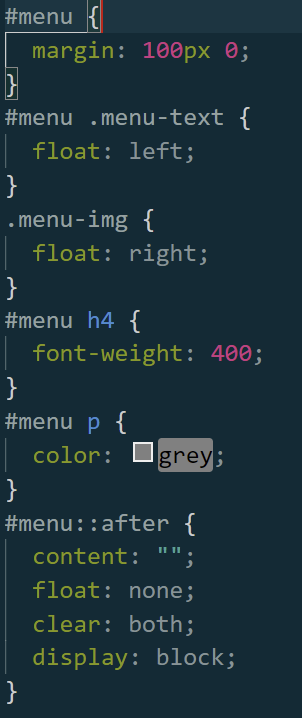 #menu {
  margin: 100px 0;
}
#menu .menu-text {
  float: left;
}
.menu-img {
  float: right;
}
#menu h4 {
  font-weight: 400;
}
#menu p {
  color: grey;
}
#menu::after {
  content: "";
  float: none;
  clear: both;
  display: block;
}